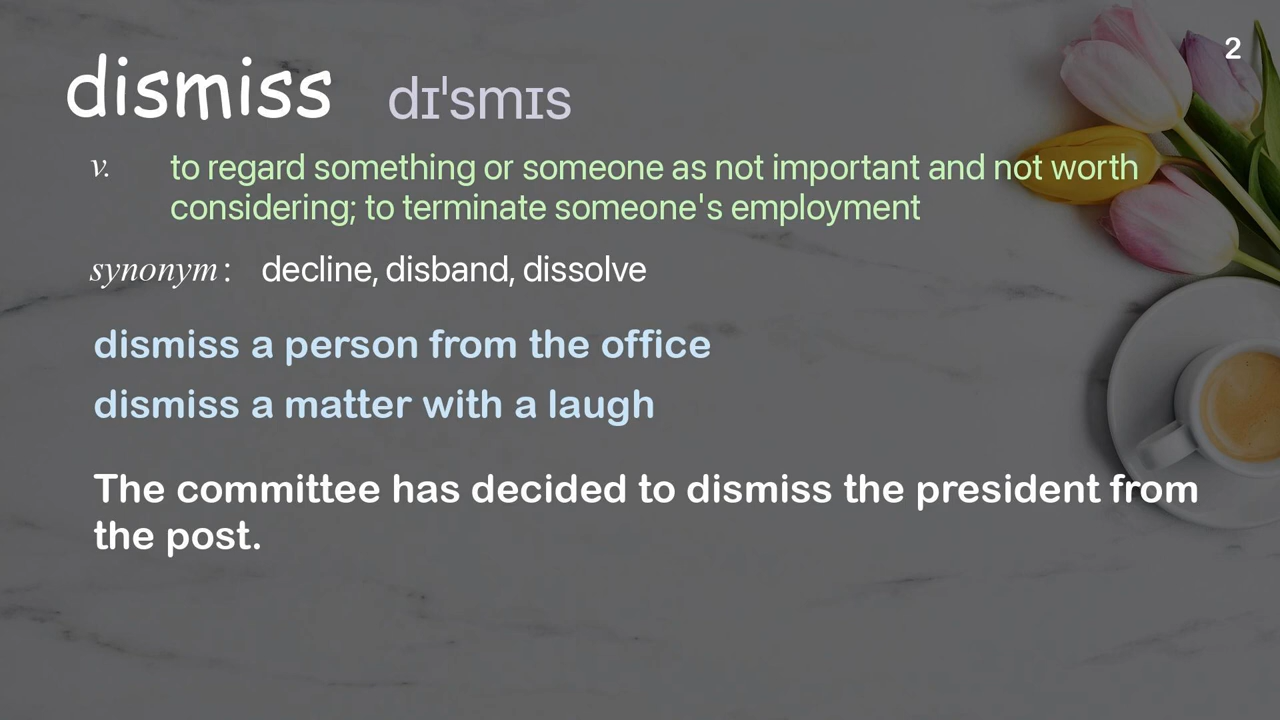 2
dismiss dɪ'smɪs
v. to regard something or someone as not important and not worth
considering; to terminate someone's employment
synonym: decline, disband, dissolve
dismiss a person from the office
dismiss a matter with a laugh
The committee has decided to dismiss the president from
the post.